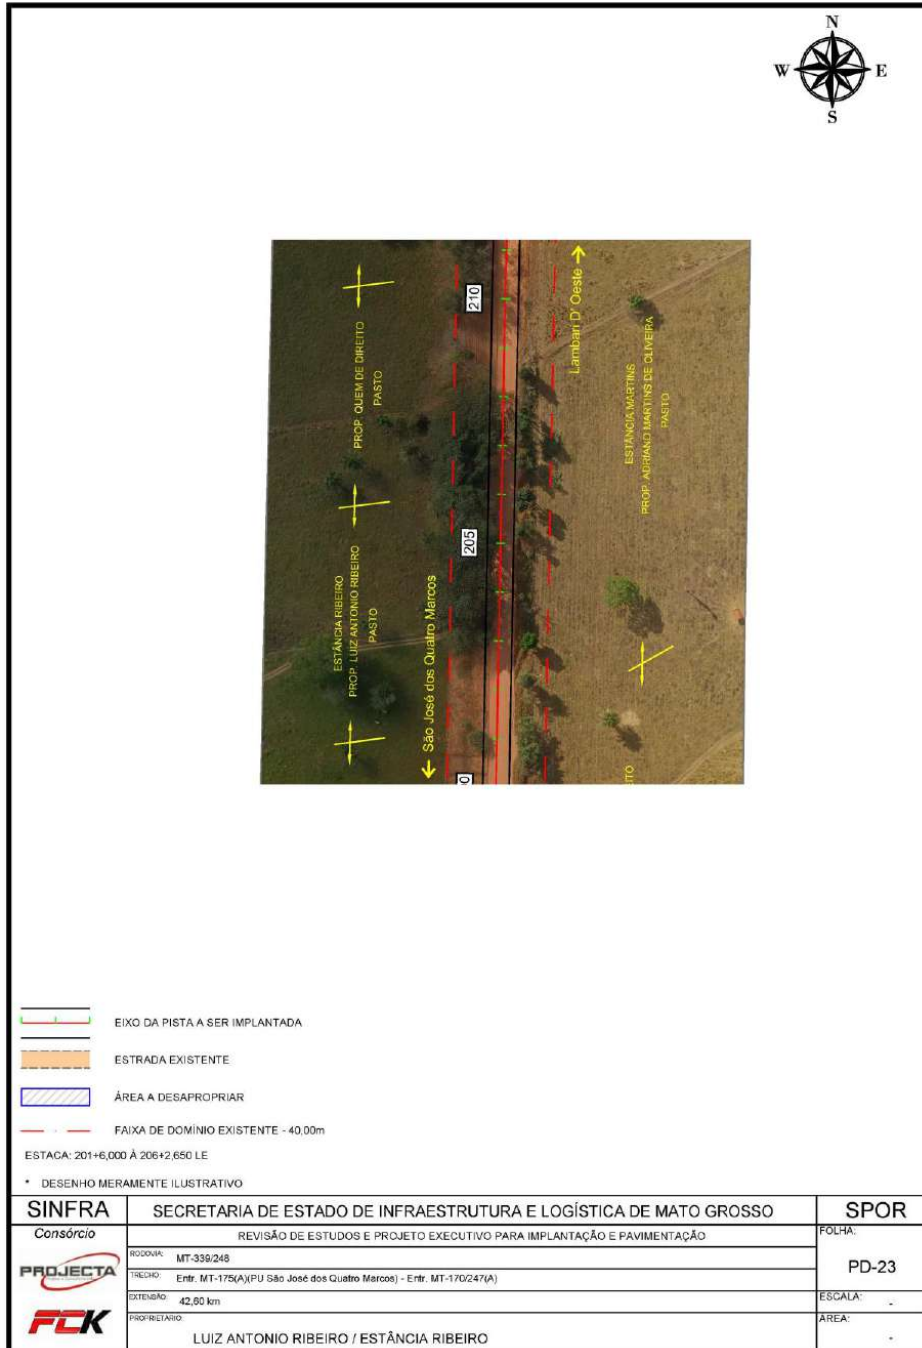 N
W E
S
210
Lambari D' Oeste →
PROP. QUEM DE DIREITO
PASTO
ESTÂNCIA MARTINS
PROP. ADRIANO MARTINS DE OLIVEIRA
PASTO
205
ESTÂNCIA RIBEIRO
PROP. LUIZ ANTONIO RIBEIRO
PASTO
← São José dos Quatro Marcos
EIXO DA PISTA A SER IMPLANTADA
ESTRADA EXISTENTE
ÁREA A DESAPROPRIAR
FAIXA DE DOMÍNIO EXISTENTE - 40,00m
ESTACA: 201+6,000 À 206+2,650 LE
* DESENHO MERAMENTE ILUSTRATIVO
SINFRA
SECRETARIA DE ESTADO DE INFRAESTRUTURA E LOGÍSTICA DE MATO GROSSO
SPOR
Consórcio
REVISÃO DE ESTUDOS E PROJETO EXECUTIVO PARA IMPLANTAÇÃO E PAVIMENTAÇÃO
FOLHA:
PD-23
PROJECTA
RODOVIA: MT-339/248
TRECHO: Entr. MT-175(A)(PU São José dos Quatro Marcos) - Entr. MT-170/247(A)
EXTENSÃO: 42,60 km
ESCALA: -
FCK
PROPRIETÁRIO:
LUIZ ANTONIO RIBEIRO / ESTÂNCIA RIBEIRO
ÁREA:
-